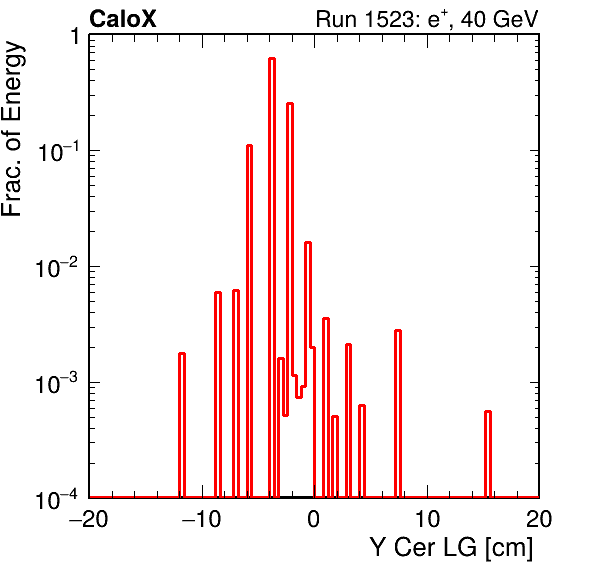 CaloX
Run 1523: e⁺, 40 GeV
Frac. of Energy
1
10⁻¹
10⁻²
10⁻³
10⁻⁴
−20 −10 0 10 20
Y Cer LG [cm]